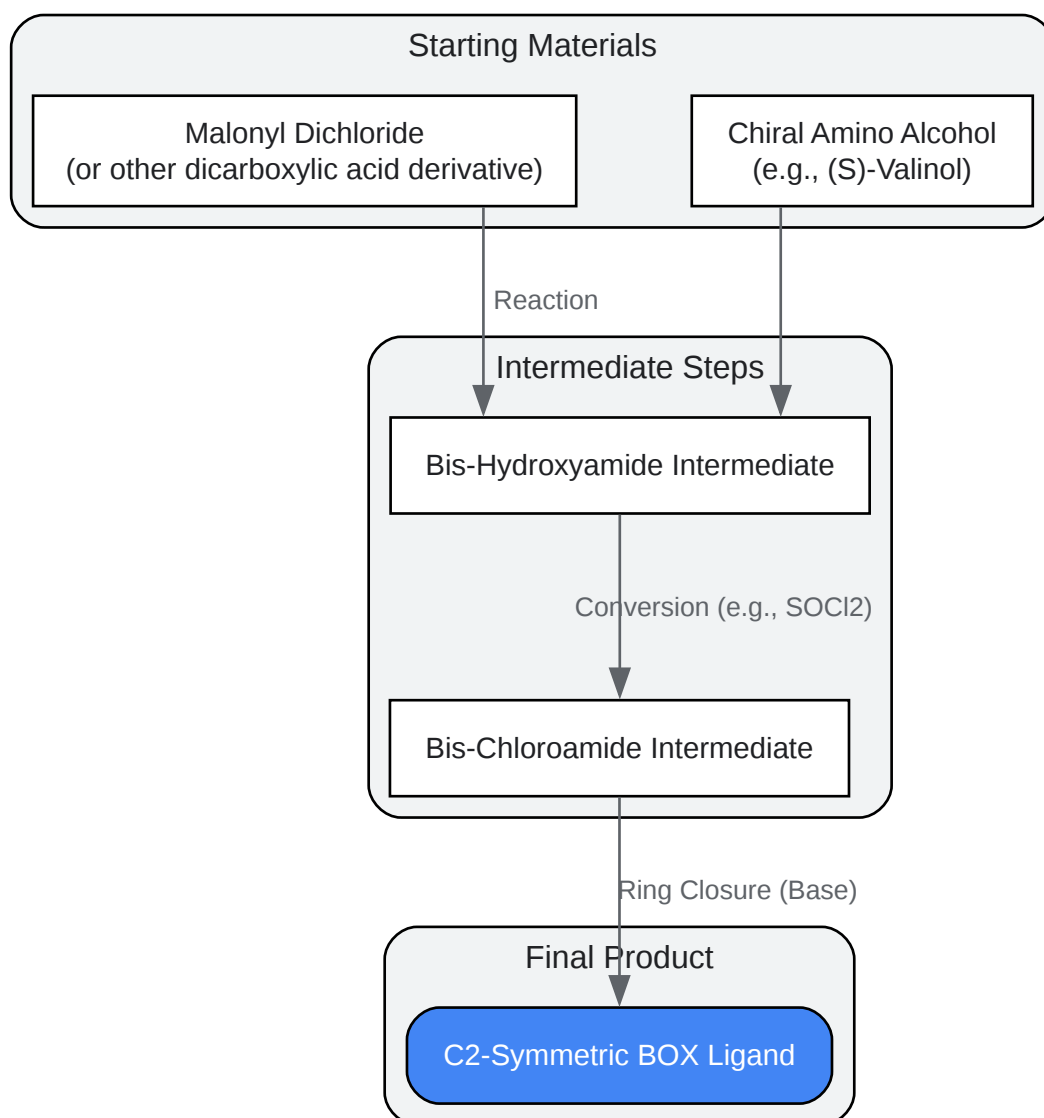 Starting Materials
Malonyl Dichloride
(or other dicarboxylic acid derivative)
Chiral Amino Alcohol
(e.g., (S)-Valinol)
Reaction
Intermediate Steps
Bis-Hydroxyamide Intermediate
Conversion (e.g., SOCl2)
Bis-Chloroamide Intermediate
Ring Closure (Base)
Final Product
C2-Symmetric BOX Ligand